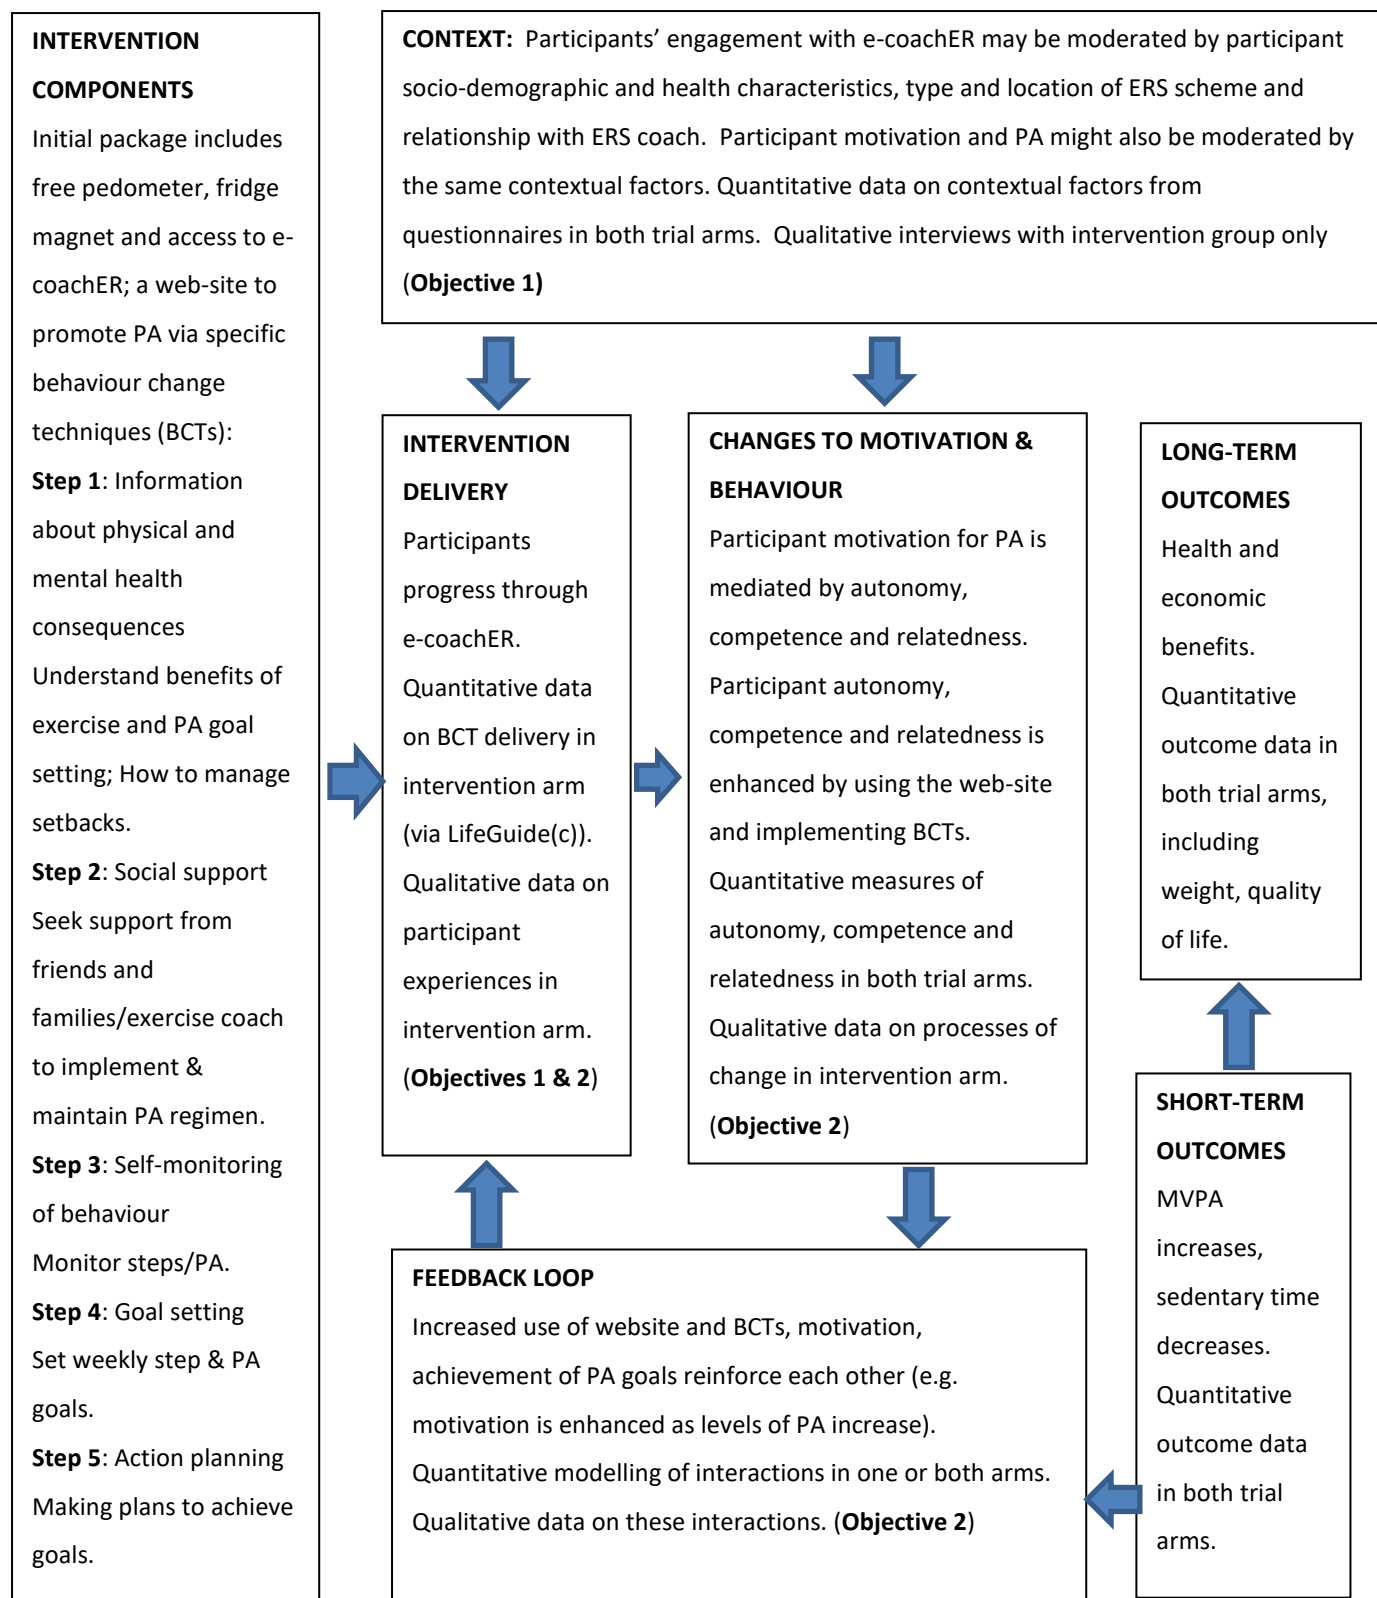 INTERVENTION
COMPONENTS
Initial package includes
free pedometer, fridge
magnet and access to e-
coachER; a web-site to
promote PA via specific
behaviour change
techniques (BCTs):
Step 1: Information
about physical and
mental health
consequences
Understand benefits of
exercise and PA goal
setting; How to manage
setbacks.
Step 2: Social support
Seek support from
friends and
families/exercise coach
to implement &
maintain PA regimen.
Step 3: Self-monitoring
of behaviour
Monitor steps/PA.
Step 4: Goal setting
Set weekly step & PA
goals.
Step 5: Action planning
Making plans to achieve
goals.
CONTEXT: Participants’ engagement with e-coachER may be moderated by participant
socio-demographic and health characteristics, type and location of ERS scheme and
relationship with ERS coach. Participant motivation and PA might also be moderated by
the same contextual factors. Quantitative data on contextual factors from
questionnaires in both trial arms. Qualitative interviews with intervention group only
(Objective 1)
INTERVENTION
DELIVERY
Participants
progress through
e-coachER.
Quantitative data
on BCT delivery in
intervention arm
(via LifeGuide(c)).
Qualitative data on
participant
experiences in
intervention arm.
(Objectives 1 & 2)
CHANGES TO MOTIVATION &
BEHAVIOUR
Participant motivation for PA is
mediated by autonomy,
competence and relatedness.
Participant autonomy,
competence and relatedness is
enhanced by using the web-site
and implementing BCTs.
Quantitative measures of
autonomy, competence and
relatedness in both trial arms.
Qualitative data on processes of
change in intervention arm.
(Objective 2)
LONG-TERM
OUTCOMES
Health and
economic
benefits.
Quantitative
outcome data in
both trial arms,
including
weight, quality
of life.
SHORT-TERM
OUTCOMES
MVPA
increases,
sedentary time
decreases.
Quantitative
outcome data
in both trial
arms.
FEEDBACK LOOP
Increased use of website and BCTs, motivation,
achievement of PA goals reinforce each other (e.g.
motivation is enhanced as levels of PA increase).
Quantitative modelling of interactions in one or both arms.
Qualitative data on these interactions. (Objective 2)